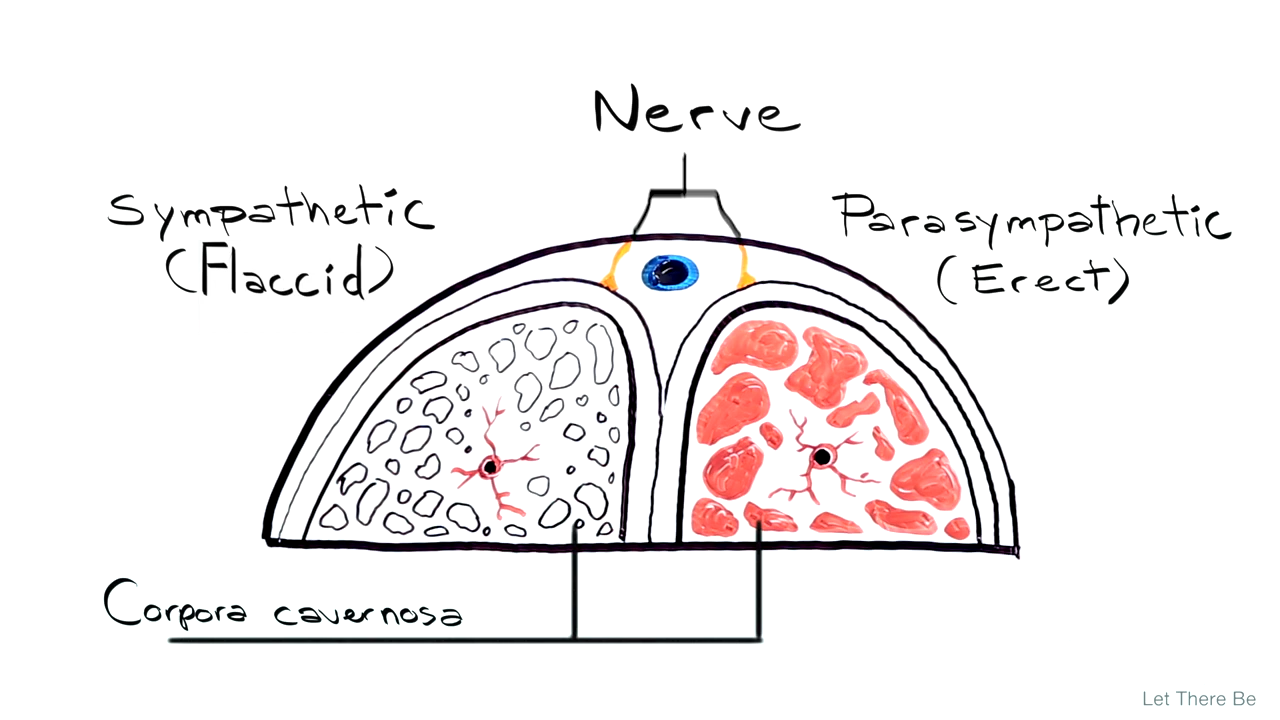 Nerve
Sympathetic
(Flaccid)
Parasympathetic
(Erect)
Corpora cavernosa
Let There Be